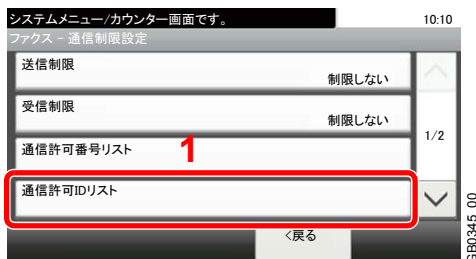 システムメニュー/カウンター画面です。 10:10
ファクス - 通信制限設定
送信制限
制限しない
受信制限
制限しない
1/2
通信許可番号リスト
1
通信許可IDリスト
<戻る
GB0345_00